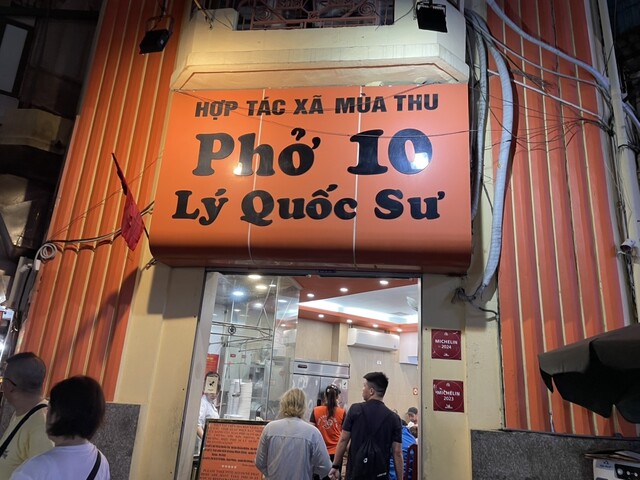 HỢP TÁC XÃ MÙA THU
Phở 10
Lý Quốc Sư
MICHELIN
2024
MICHELIN
2023